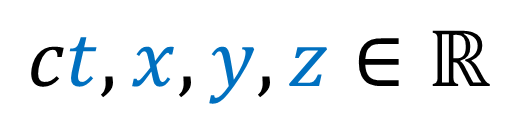 ct, x, y, z ∈ ℝ